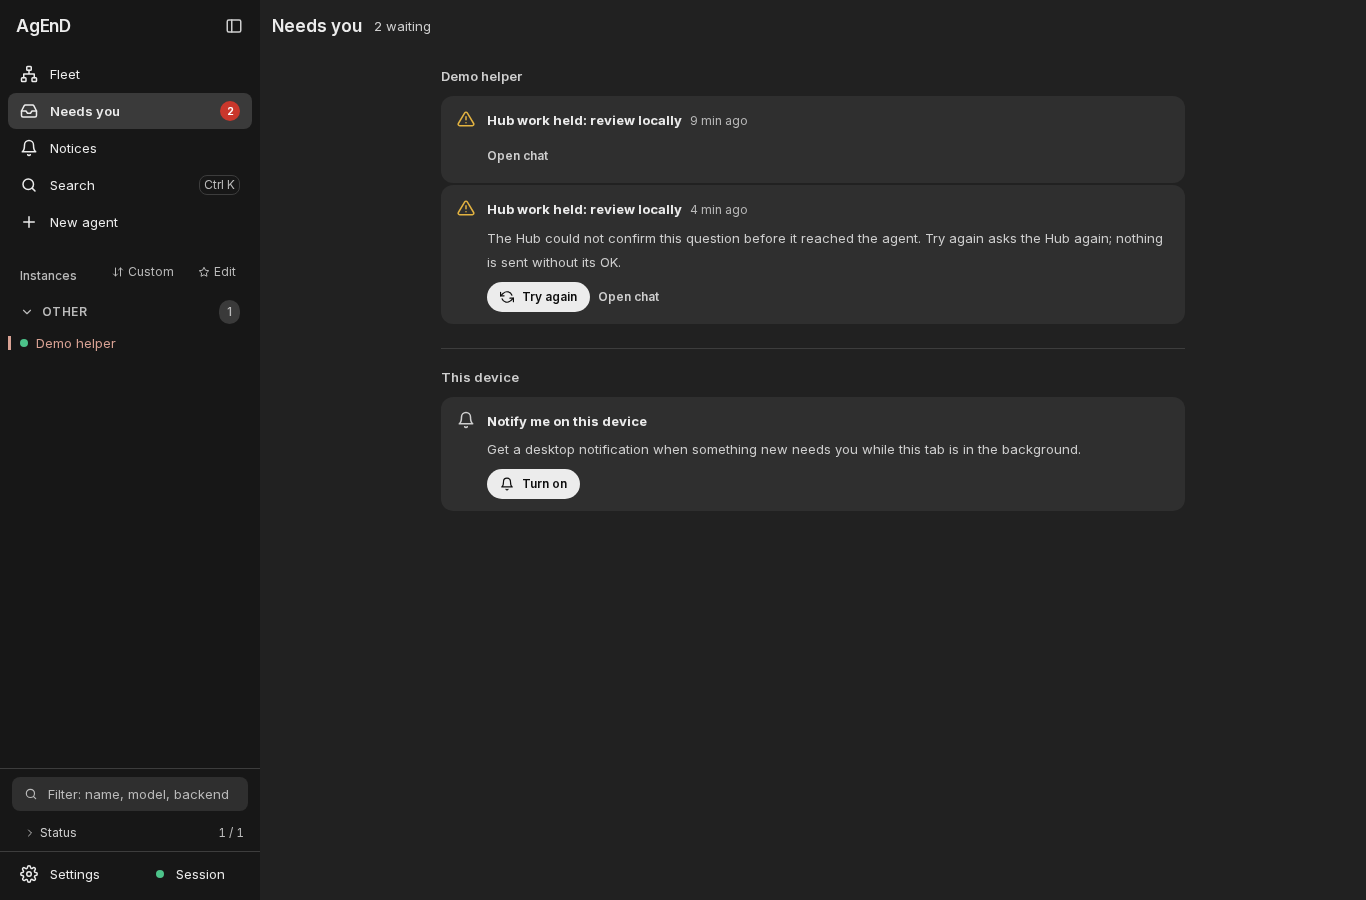 AgEnD
Fleet
Needs you 2
Notices
Search Ctrl K
New agent
Instances Custom Edit
OTHER 1
Demo helper
Filter: name, model, backend
Status 1 / 1
Settings Session
Needs you 2 waiting
Demo helper
Hub work held: review locally 9 min ago
Open chat
Hub work held: review locally 4 min ago
The Hub could not confirm this question before it reached the agent. Try again asks the Hub again; nothing
is sent without its OK.
Try again Open chat
This device
Notify me on this device
Get a desktop notification when something new needs you while this tab is in the background.
Turn on